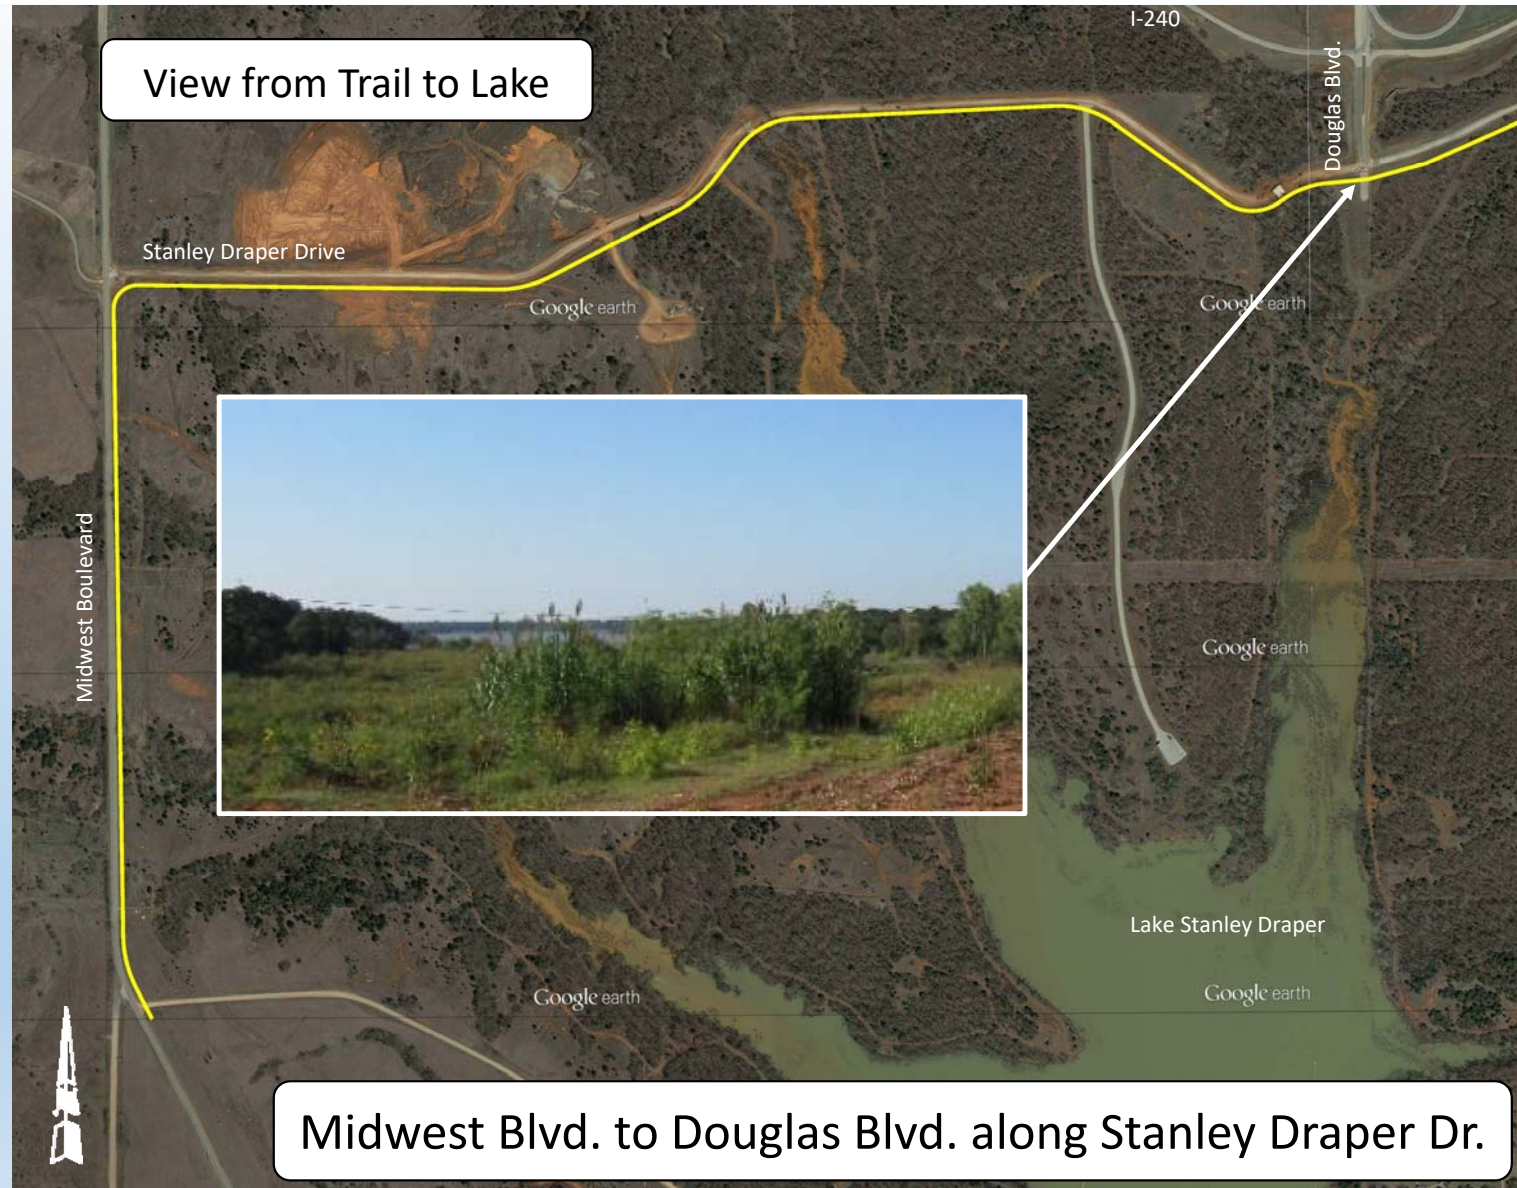 I-240
View from Trail to Lake
Douglas Blvd.
Stanley Draper Drive
Google earth
Google earth
Midwest Boulevard
Google earth
Lake Stanley Draper
Google earth
Google earth
Midwest Blvd. to Douglas Blvd. along Stanley Draper Dr.